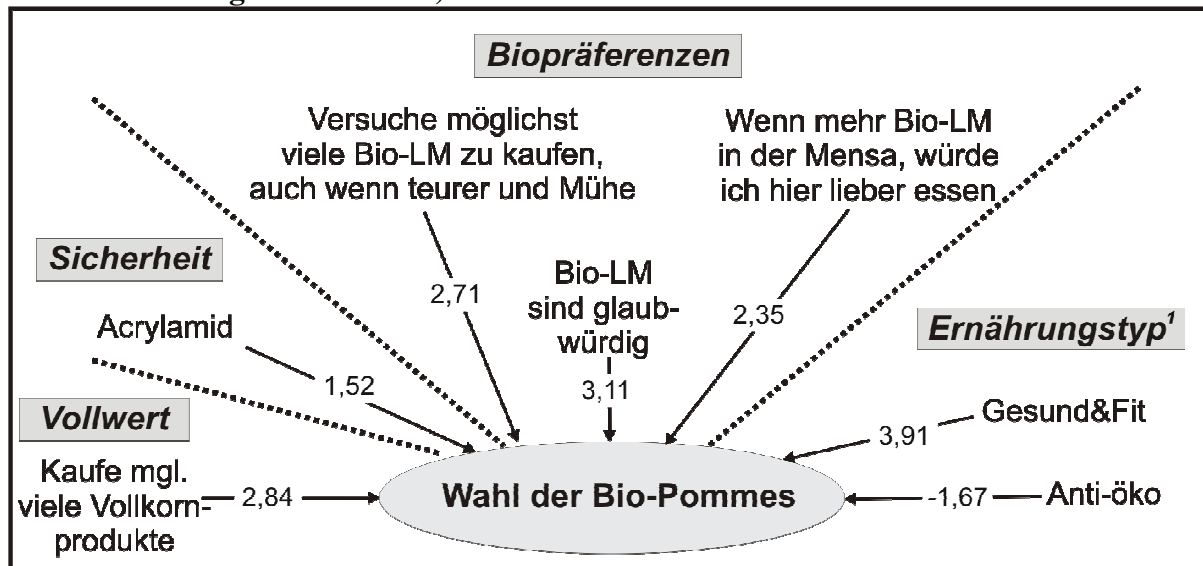 Biopräferenzen
Versuche möglichst
viele Bio-LM zu kaufen,
auch wenn teurer und Mühe
Wenn mehr Bio-LM
in der Mensa, würde
ich hier lieber essen
Sicherheit
Acrylamid
1,52
2,71
Bio-LM
sind glaub-
würdig
3,11
2,35
Ernährungstyp¹
Gesund&Fit
3,91
Vollwert
Kaufe mgl.
viele Vollkorn-
produkte
2,84
Wahl der Bio-Pommes
-1,67
Anti-öko